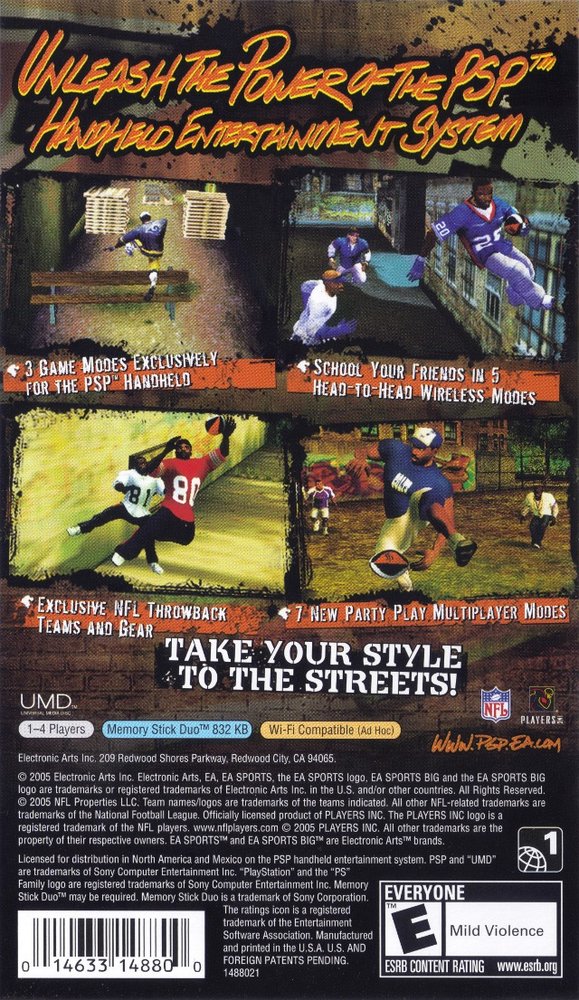 UNLEASH THE POWER OF THE PSP™
HANDHELD ENTERTAINMENT SYSTEM
20
3 GAME MODES EXCLUSIVELY
FOR THE PSP™ HANDHELD
SCHOOL YOUR FRIENDS IN 5
HEAD-TO-HEAD WIRELESS MODES
81
80
EXCLUSIVE NFL THROWBACK
TEAMS AND GEAR
7 NEW PARTY PLAY MULTIPLAYER MODES
TAKE YOUR STYLE
TO THE STREETS!
UMD
UNIVERSAL MEDIA DISC
NFL
PLAYERS INC
1–4 Players
Memory Stick Duo™ 832 KB
Wi-Fi Compatible (Ad Hoc)
WWW.PSP.EA.COM
Electronic Arts Inc. 209 Redwood Shores Parkway, Redwood City, CA 94065.
© 2005 Electronic Arts Inc. Electronic Arts, EA, EA SPORTS, the EA SPORTS logo, EA SPORTS BIG and the EA SPORTS BIG
logo are trademarks or registered trademarks of Electronic Arts Inc. in the U.S. and/or other countries. All Rights Reserved.
© 2005 NFL Properties LLC. Team names/logos are trademarks of the teams indicated. All other NFL-related trademarks are
trademarks of the National Football League. Officially licensed product of PLAYERS INC. The PLAYERS INC logo is a
registered trademark of the NFL players. www.nflplayers.com © 2005 PLAYERS INC. All other trademarks are the
property of their respective owners. EA SPORTS™ and EA SPORTS BIG™ are Electronic Arts™ brands.
1
Licensed for distribution in North America and Mexico on the PSP handheld entertainment system. PSP and "UMD"
are trademarks of Sony Computer Entertainment Inc. "PlayStation" and the "PS"
Family logo are registered trademarks of Sony Computer Entertainment Inc. Memory
Stick Duo™ may be required. Memory Stick Duo is a trademark of Sony Corporation.
The ratings icon is a registered
trademark of the Entertainment
Software Association. Manufactured
and printed in the U.S.A. U.S. AND
FOREIGN PATENTS PENDING.
1488021
0 14633 14880 0
EVERYONE
E™
Mild Violence
ESRB CONTENT RATING www.esrb.org